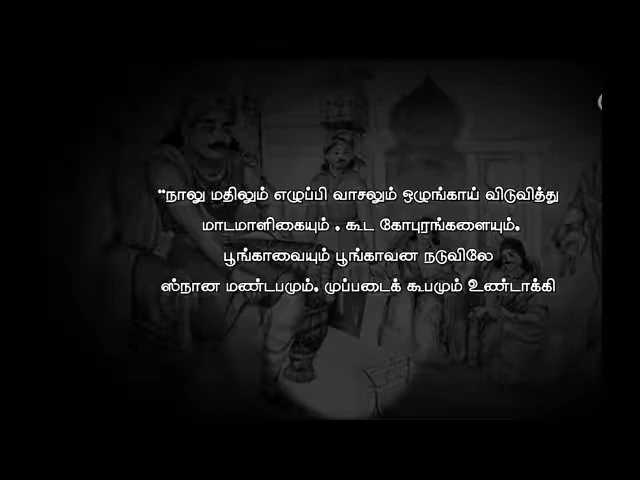 “நாலு மதிலும் எழுப்பி வாசலும் ஒழுங்காய் விடுவித்து
மாடமாளிகையும் , கூட கோபுரங்களையும்,
பூங்காவையும் பூங்காவன நடுவிலே
ஸ்நான மண்டபமும், முப்படைக் கூபமும் உண்டாக்கி